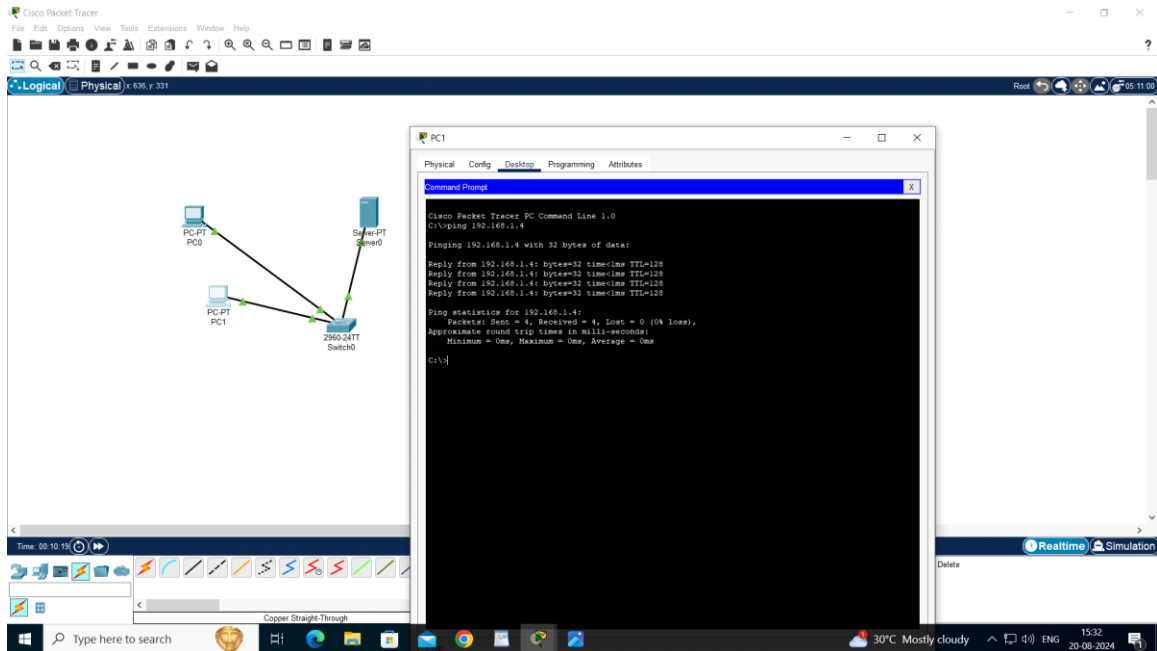 Cisco Packet Tracer
File Edit Options View Tools Extensions Window Help
?
Logical Physical x: 636, y: 331
Root 05:11:00
PC1
Physical Config Desktop Programming Attributes
Command Prompt X
Cisco Packet Tracer PC Command Line 1.0
C:\>ping 192.168.1.4
Pinging 192.168.1.4 with 32 bytes of data:
Reply from 192.168.1.4: bytes=32 time<1ms TTL=128
Reply from 192.168.1.4: bytes=32 time<1ms TTL=128
Reply from 192.168.1.4: bytes=32 time<1ms TTL=128
Reply from 192.168.1.4: bytes=32 time<1ms TTL=128
Ping statistics for 192.168.1.4:
Packets: Sent = 4, Received = 4, Lost = 0 (0% loss),
Approximate round trip times in milli-seconds:
Minimum = 0ms, Maximum = 0ms, Average = 0ms
C:\>
PC-PT
PC0
Server-PT
Server0
PC-PT
PC1
2960-24TT
Switch0
Time: 00:10:19
Realtime Simulation
Delete
Copper Straight-Through
Type here to search
30°C Mostly cloudy ENG
15:32
20-08-2024
1